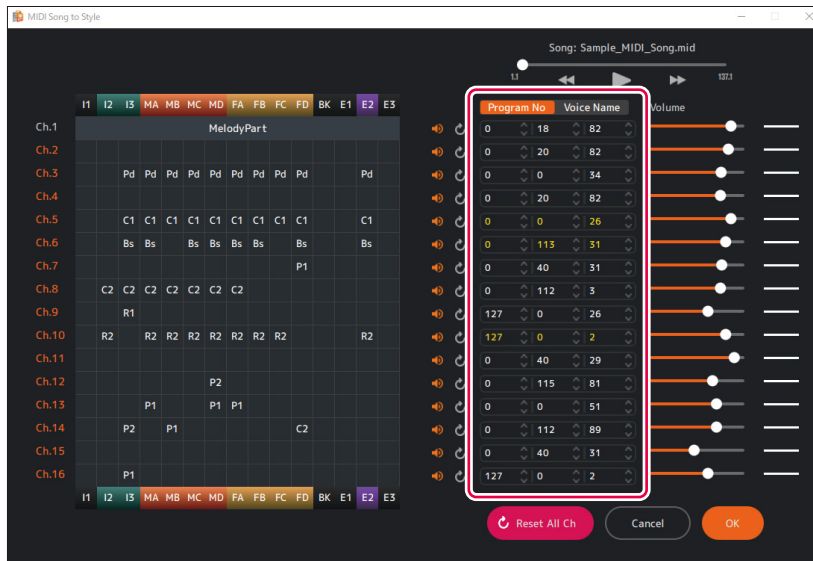 MIDI Song to Style
Song: Sample_MIDI_Song.mid
1.1 137.1
I1 I2 I3 MA MB MC MD FA FB FC FD BK E1 E2 E3 Program No Voice Name Volume
Ch.1 MelodyPart 0 18 82
Ch.2 0 20 82
Ch.3 Pd Pd Pd Pd Pd Pd Pd Pd Pd Pd 0 0 34
Ch.4 0 20 82
Ch.5 C1 C1 C1 C1 C1 C1 C1 C1 C1 C1 0 0 26
Ch.6 Bs Bs Bs Bs Bs Bs Bs Bs 0 113 31
Ch.7 P1 0 40 31
Ch.8 C2 C2 C2 C2 C2 C2 C2 0 112 3
Ch.9 R1 127 0 26
Ch.10 R2 R2 R2 R2 R2 R2 R2 R2 R2 127 0 2
Ch.11 0 40 29
Ch.12 P2 0 115 81
Ch.13 P1 P1 P1 0 0 51
Ch.14 P2 P1 C2 0 112 89
Ch.15 0 40 31
Ch.16 P1 127 0 2
I1 I2 I3 MA MB MC MD FA FB FC FD BK E1 E2 E3
Reset All Ch Cancel OK